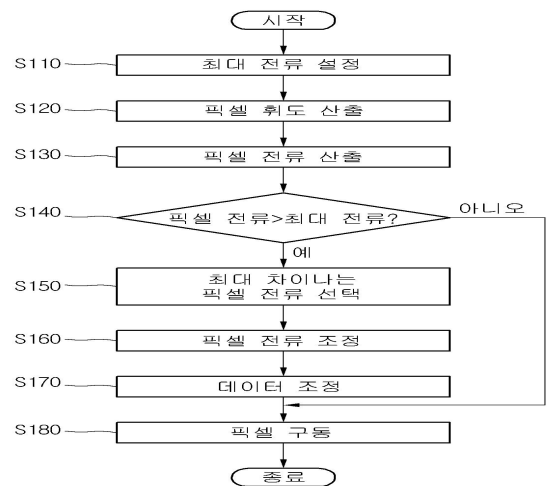 시작
S110 최대 전류 설정
S120 픽셀 휘도 산출
S130 픽셀 전류 산출
S140 픽셀 전류>최대 전류? 아니오
예
S150 최대 차이나는
픽셀 전류 선택
S160 픽셀 전류 조정
S170 데이터 조정
S180 픽셀 구동
종료